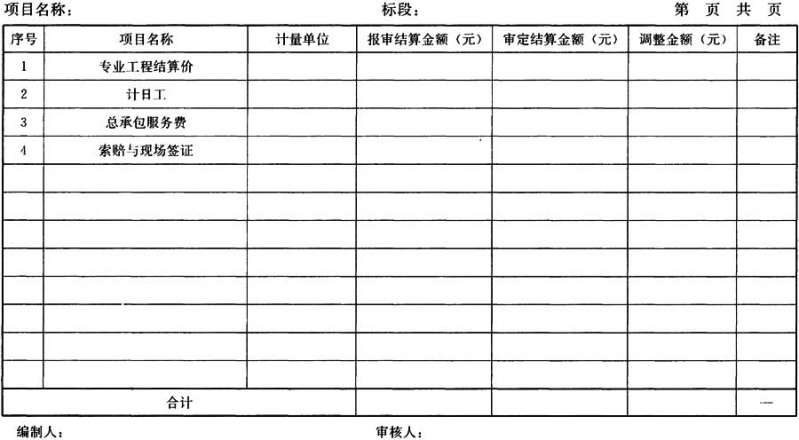 项目名称： 标段： 第 页 共 页
序号 项目名称 计量单位 报审结算金额（元） 审定结算金额（元） 调整金额（元） 备注
1 专业工程结算价
2 计日工
3 总承包服务费
4 索赔与现场签证
合计 —
编制人： 审核人：